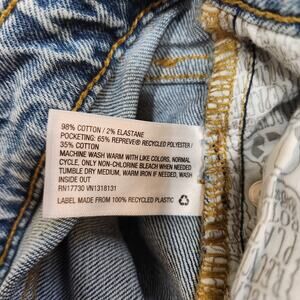 98% COTTON / 2% ELASTANE
POCKETING: 65% REPREVE® RECYCLED POLYESTER /
35% COTTON
MACHINE WASH WARM WITH LIKE COLORS, NORMAL
CYCLE, ONLY NON-CHLORINE BLEACH WHEN NEEDED
TUMBLE DRY MEDIUM, WARM IRON IF NEEDED, WASH
INSIDE OUT
RN17730 VN1318131
LABEL MADE FROM 100% RECYCLED PLASTIC